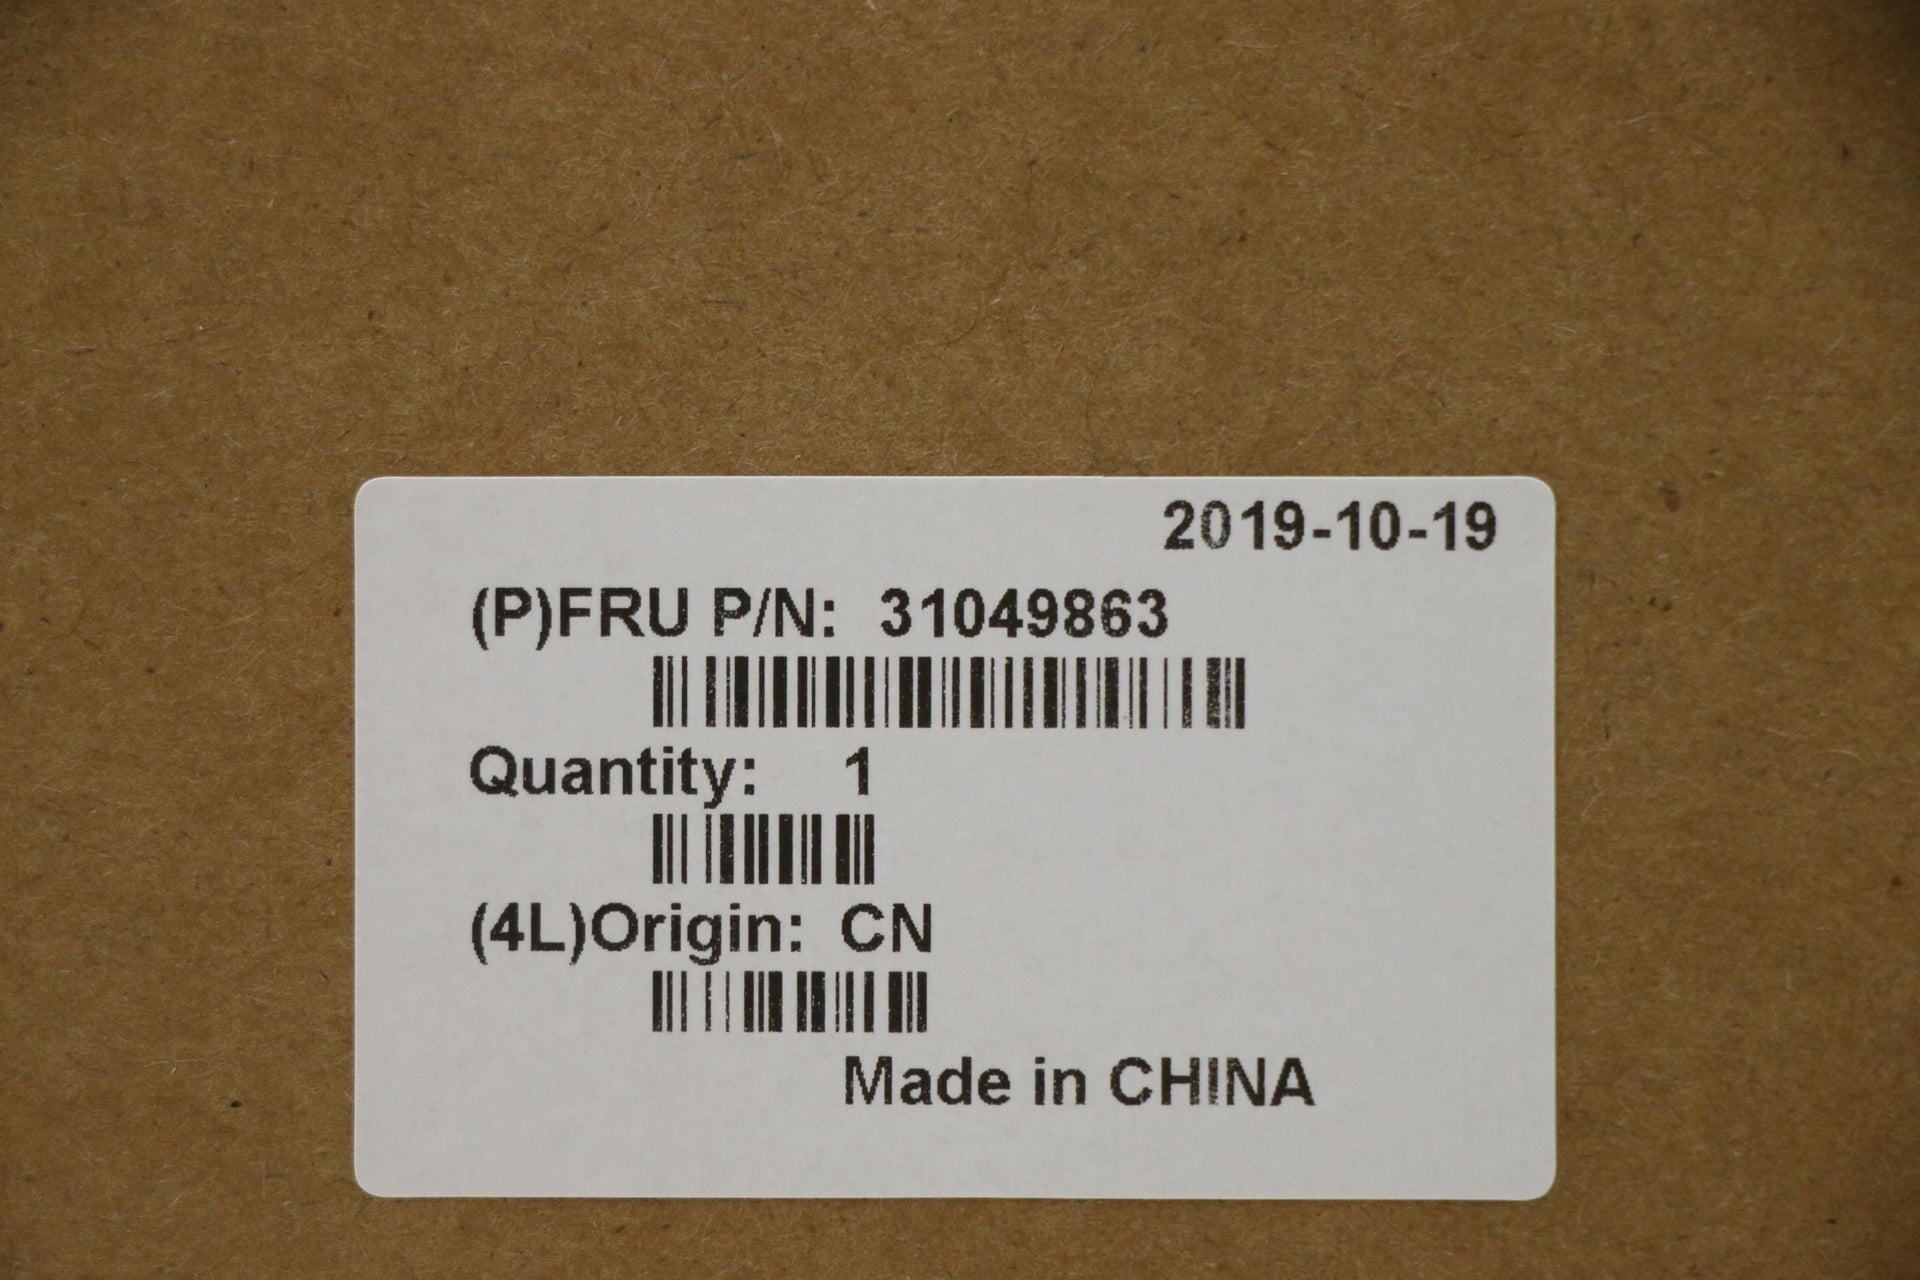 2019-10-19
(P)FRU P/N: 31049863
Quantity: 1
(4L)Origin: CN
Made in CHINA